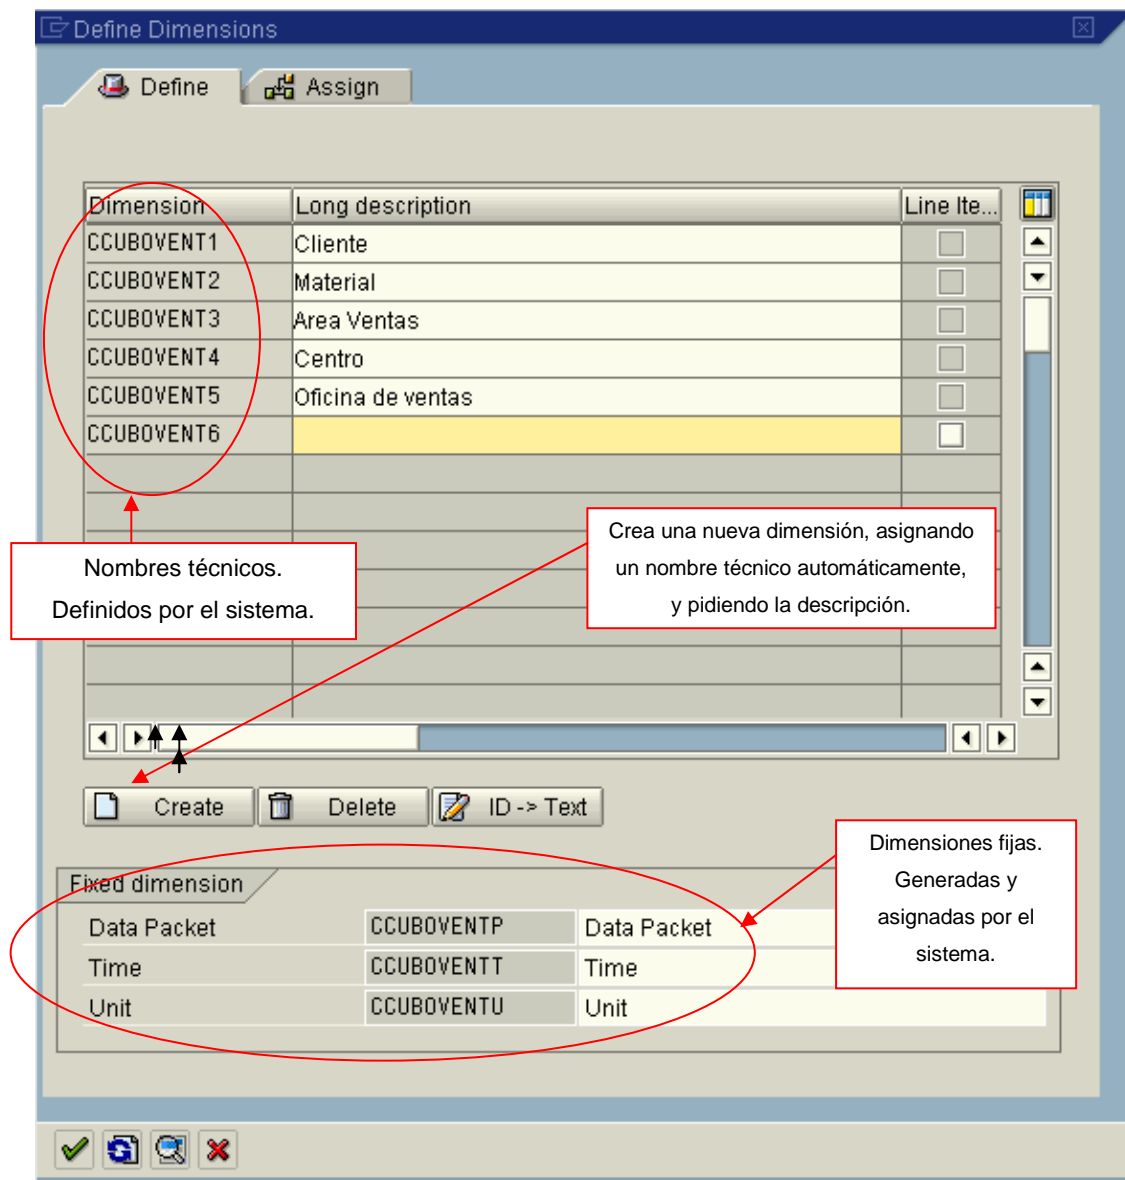 Define Dimensions
Define Assign
Dimension Long description Line Ite...
CCUBOVENT1 Cliente
CCUBOVENT2 Material
CCUBOVENT3 Area Ventas
CCUBOVENT4 Centro
CCUBOVENT5 Oficina de ventas
CCUBOVENT6
Nombres técnicos.
Definidos por el sistema.
Crea una nueva dimensión, asignando
un nombre técnico automáticamente,
y pidiendo la descripción.
Create Delete ID -> Text
Dimensiones fijas.
Generadas y
asignadas por el
sistema.
Fixed dimension
Data Packet CCUBOVENTP Data Packet
Time CCUBOVENTT Time
Unit CCUBOVENTU Unit